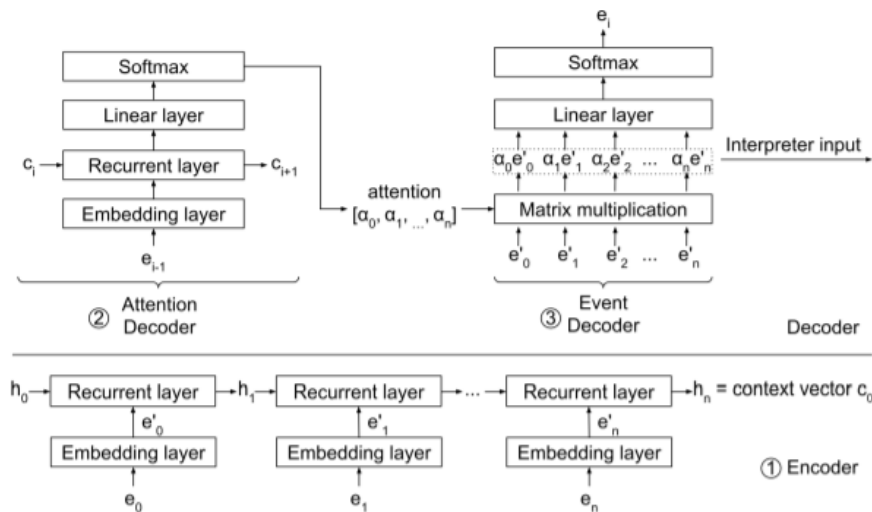 e_i
Softmax
Softmax
Linear layer
Linear layer
c_i
Recurrent layer
c_{i+1}
α_0e'_0 α_1e'_1 α_2e'_2 ... α_ne'_n
Interpreter input
attention
[α_0, α_1, ..., α_n]
Embedding layer
Matrix multiplication
e_{i-1}
e'_0 e'_1 e'_2 ... e'_n
② Attention
Decoder
③ Event
Decoder
Decoder
h_0
Recurrent layer
h_1
Recurrent layer
...
Recurrent layer
h_n = context vector c_0
e'_0
e'_1
e'_n
Embedding layer
Embedding layer
Embedding layer
① Encoder
e_0
e_1
e_n